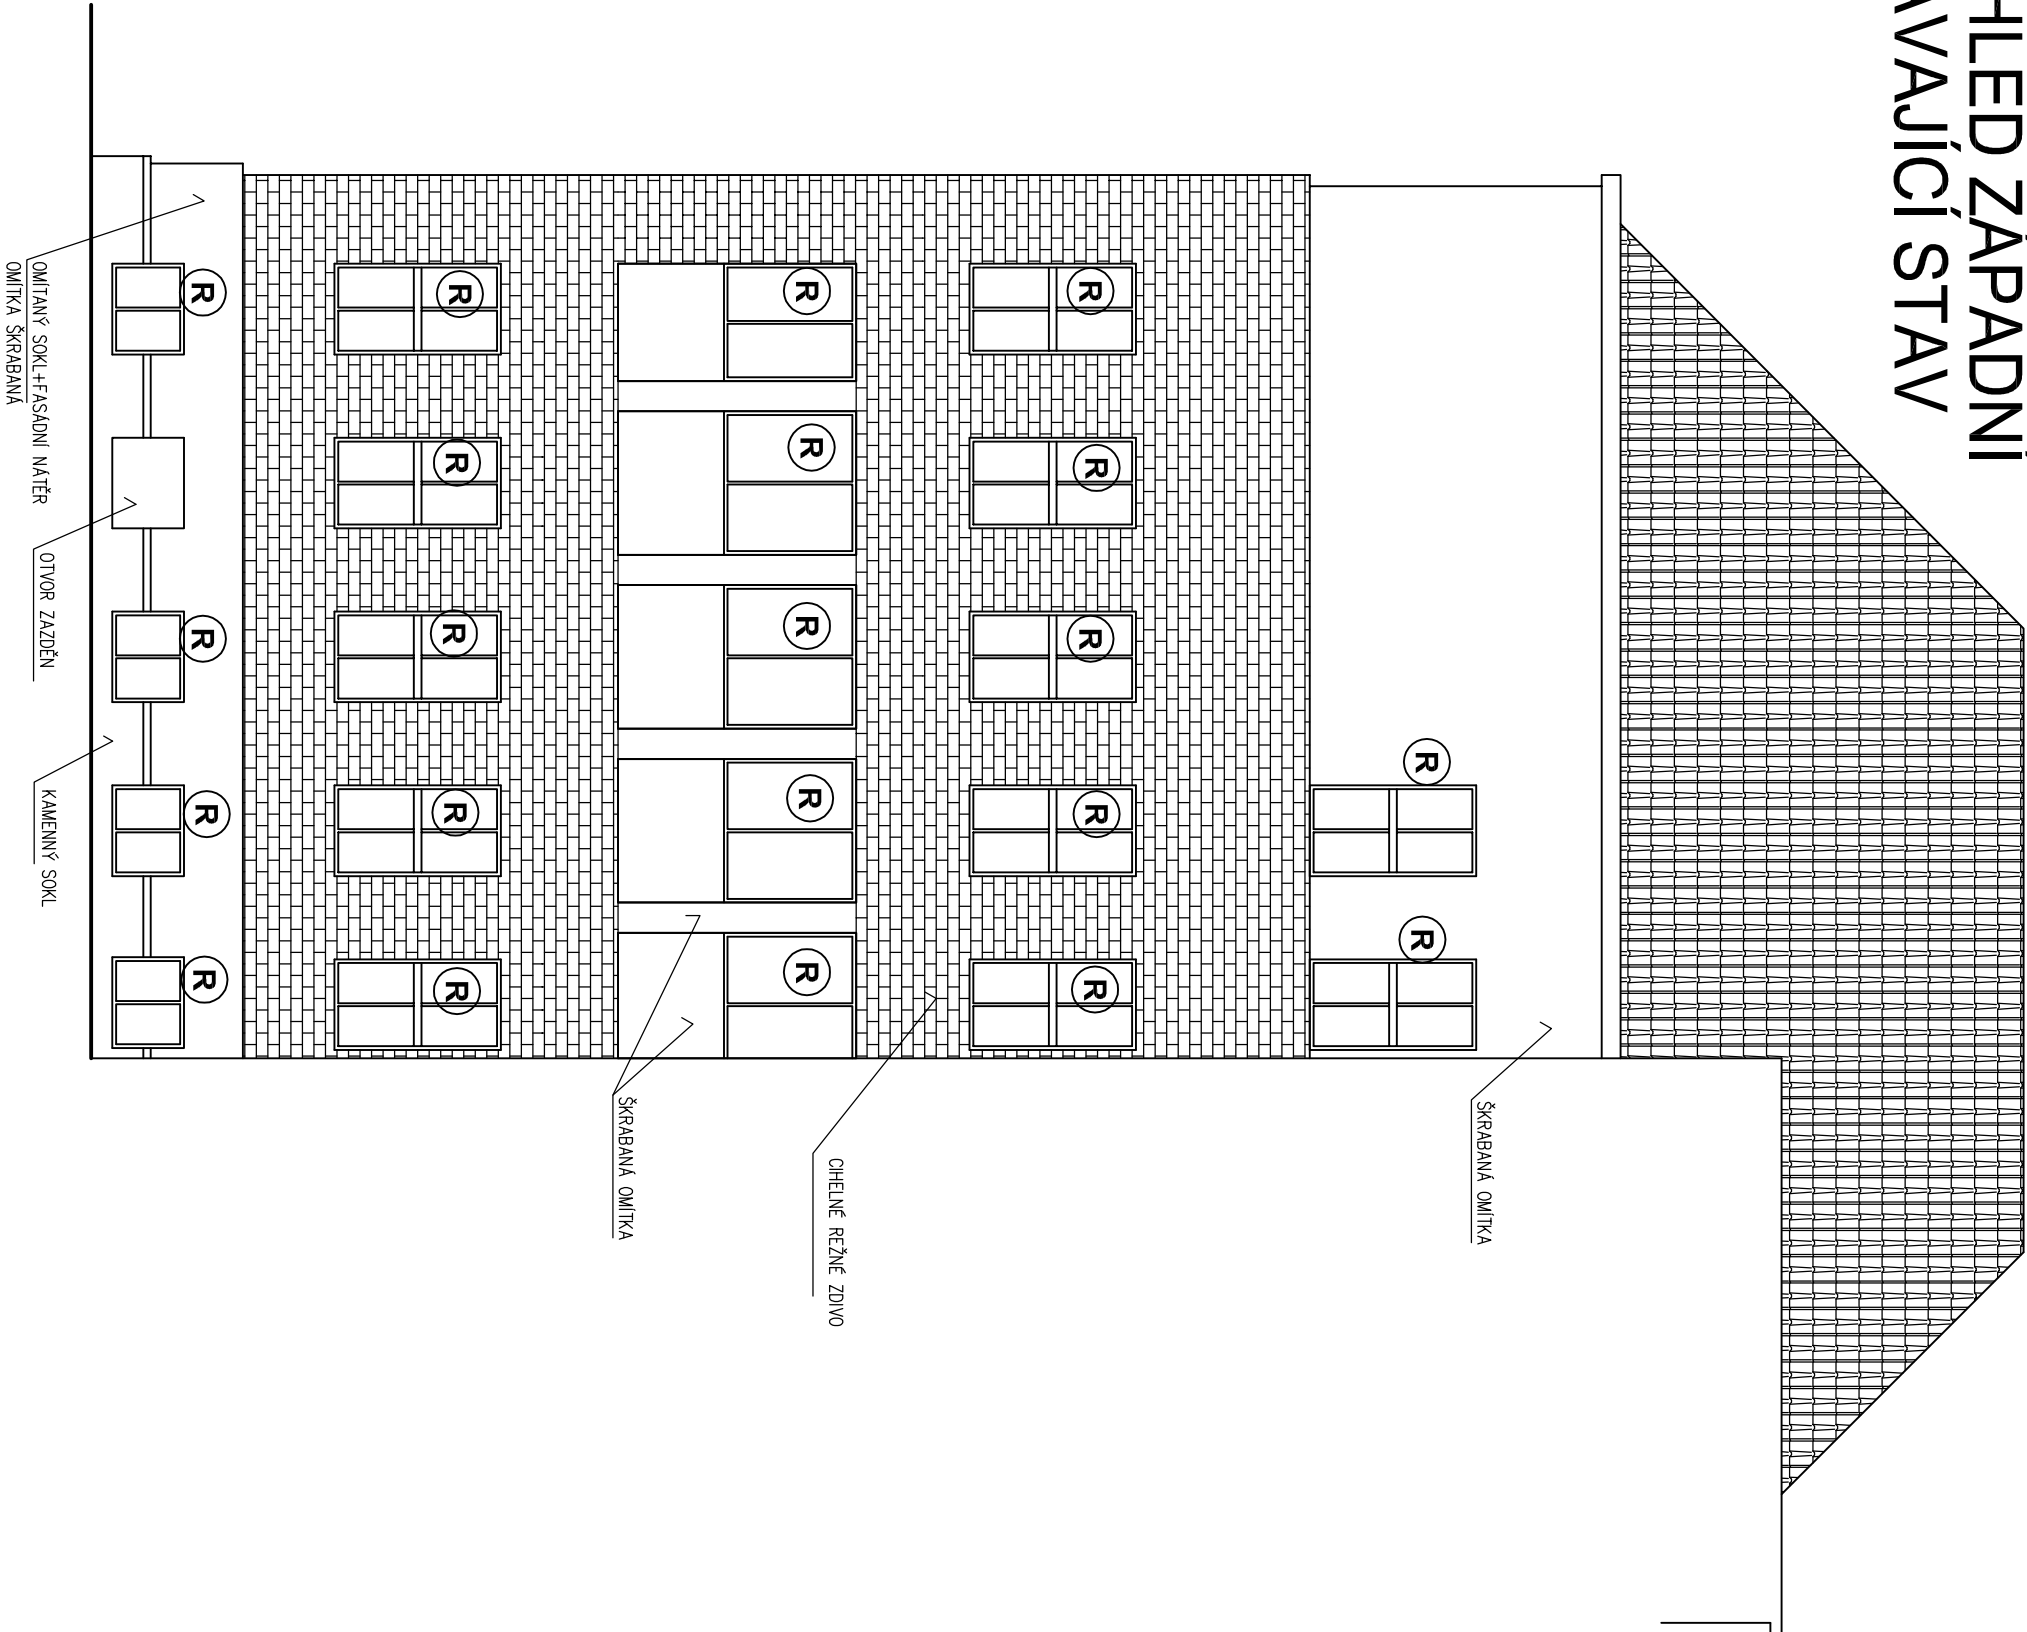 HLED ZÁPADNÍ
AVAJÍCÍ STAV
ŠKRABANÁ OMÍTKA
R
R
R
R
R
R
R
CIHELNÉ REŽNÉ ZDIVO
R
R
R
R
R
ŠKRABANÁ OMÍTKA
R
R
R
R
R
R
R
R
R
OMÍTANÝ SOKL+FASÁDNÍ NÁTĚR
OMÍTKA ŠKRABANÁ
OTVOR ZAZDĚN
KAMENNÝ SOKL